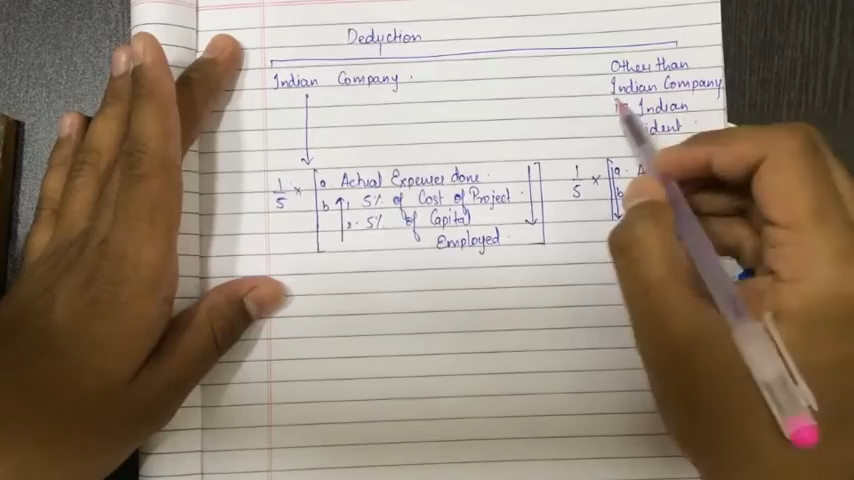 Deduction
Indian Company.
Other than
Indian Company
Indian
1/5 × [a Actual Expenses done.
b 1. 5% of Cost of Project.
2. 5% of Capital
Employed.]
1/5 × [a. A
b